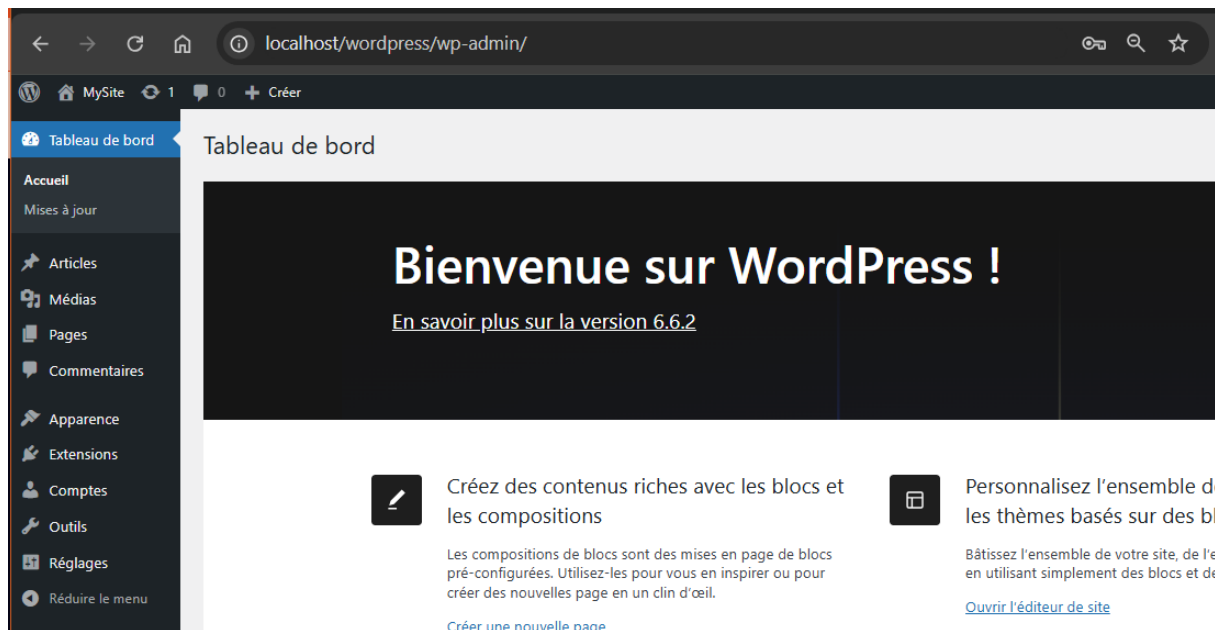 localhost/wordpress/wp-admin/
MySite 1 0 Créer
Tableau de bord
Accueil
Mises à jour
Articles
Médias
Pages
Commentaires
Apparence
Extensions
Comptes
Outils
Réglages
Réduire le menu
Tableau de bord
Bienvenue sur WordPress !
En savoir plus sur la version 6.6.2
Créez des contenus riches avec les blocs et
les compositions
Les compositions de blocs sont des mises en page de blocs
pré-configurées. Utilisez-les pour vous en inspirer ou pour
créer des nouvelles page en un clin d’œil.
Créer une nouvelle page
Personnalisez l’ensemble
les thèmes basés sur des
Bâtissez l’ensemble de votre site, de
en utilisant simplement des blocs et
Ouvrir l’éditeur de site